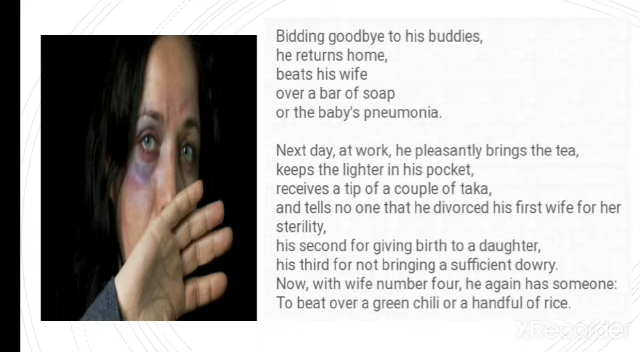 Bidding goodbye to his buddies,
he returns home,
beats his wife
over a bar of soap
or the baby's pneumonia.
Next day, at work, he pleasantly brings the tea,
keeps the lighter in his pocket,
receives a tip of a couple of taka,
and tells no one that he divorced his first wife for her
sterility,
his second for giving birth to a daughter,
his third for not bringing a sufficient dowry.
Now, with wife number four, he again has someone:
To beat over a green chili or a handful of rice.
XRecorder